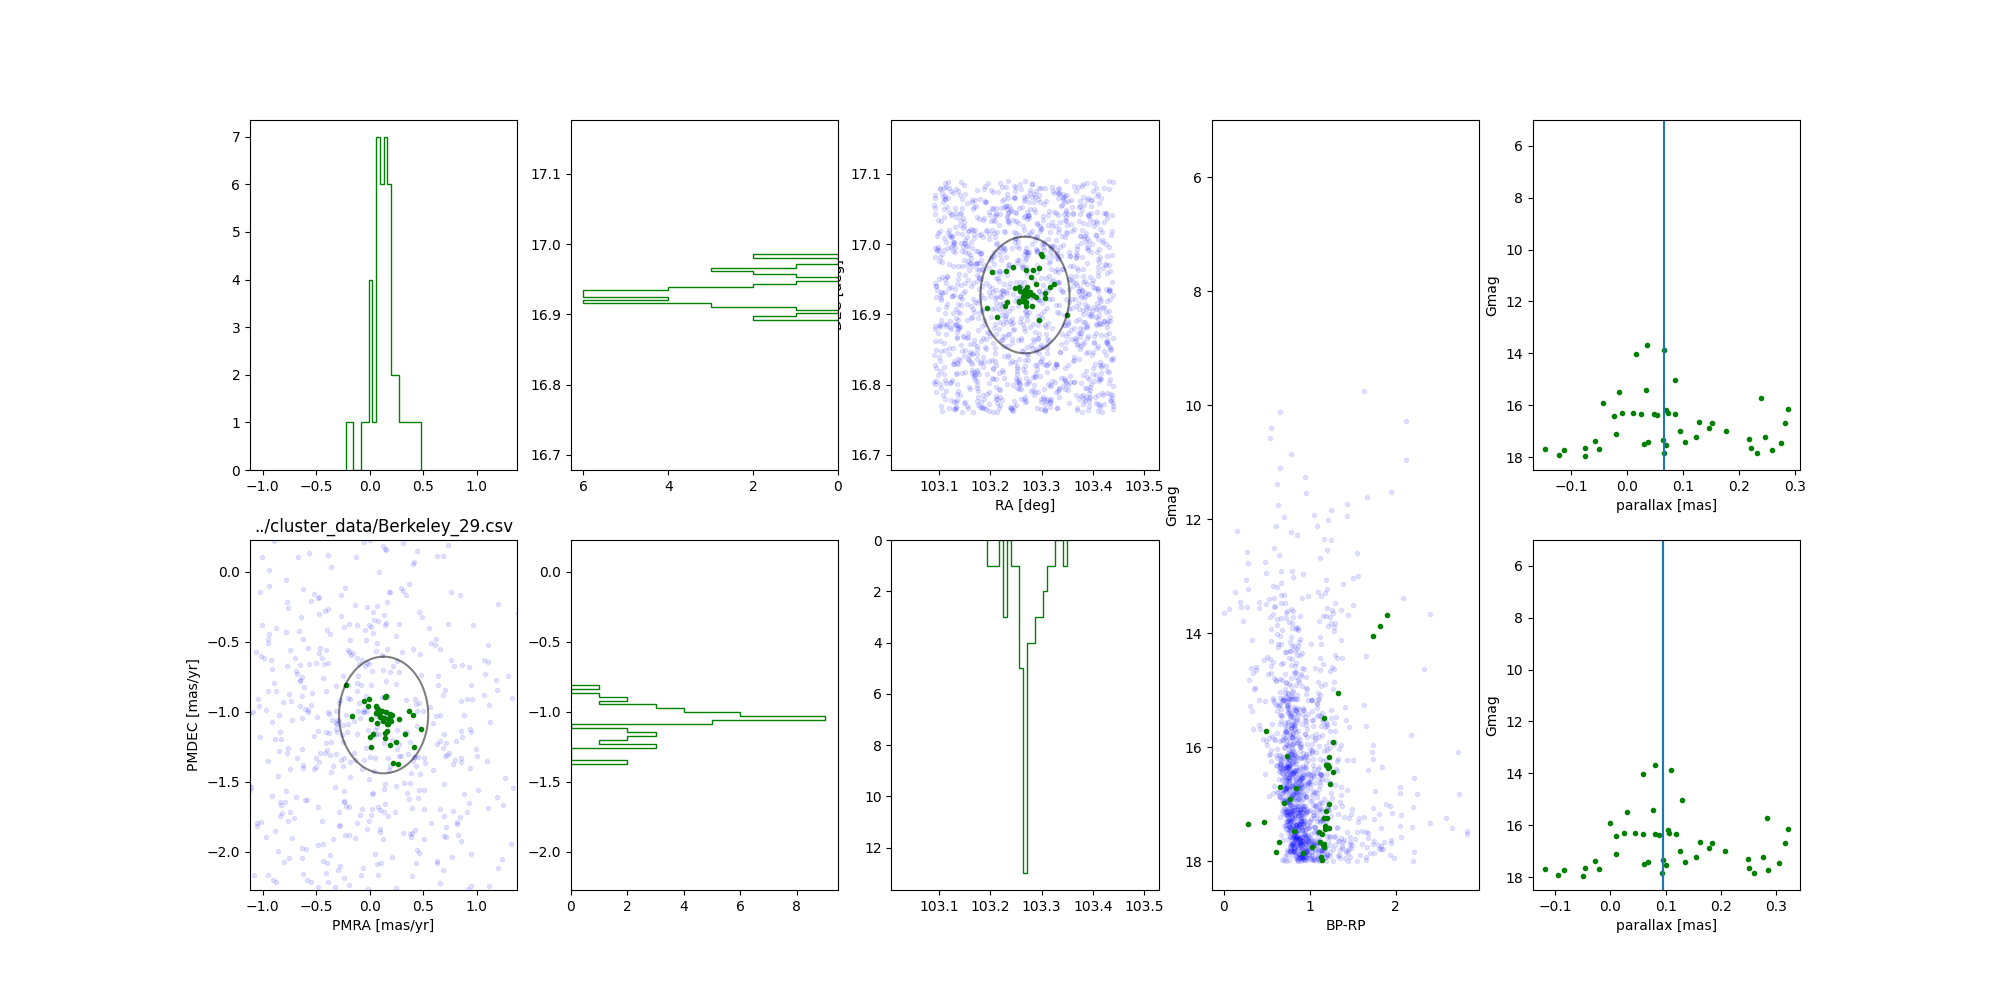 7
6
5
4
3
2
1
0
−1.0 −0.5 0.0 0.5 1.0
17.1
17.0
16.9
16.8
16.7
6 4 2 0
17.1
17.0
16.9
16.8
16.7
103.1 103.2 103.3 103.4 103.5
RA [deg]
6
8
10
12
14
16
18
Gmag
0 1 2
BP-RP
6
8
10
12
14
16
18
Gmag
−0.1 0.0 0.1 0.2 0.3
parallax [mas]
../cluster_data/Berkeley_29.csv
0.0
−0.5
−1.0
−1.5
−2.0
PMDEC [mas/yr]
−1.0 −0.5 0.0 0.5 1.0
PMRA [mas/yr]
0.0
−0.5
−1.0
−1.5
−2.0
0 2 4 6 8
0
2
4
6
8
10
12
103.1 103.2 103.3 103.4 103.5
6
8
10
12
14
16
18
Gmag
−0.1 0.0 0.1 0.2 0.3
parallax [mas]